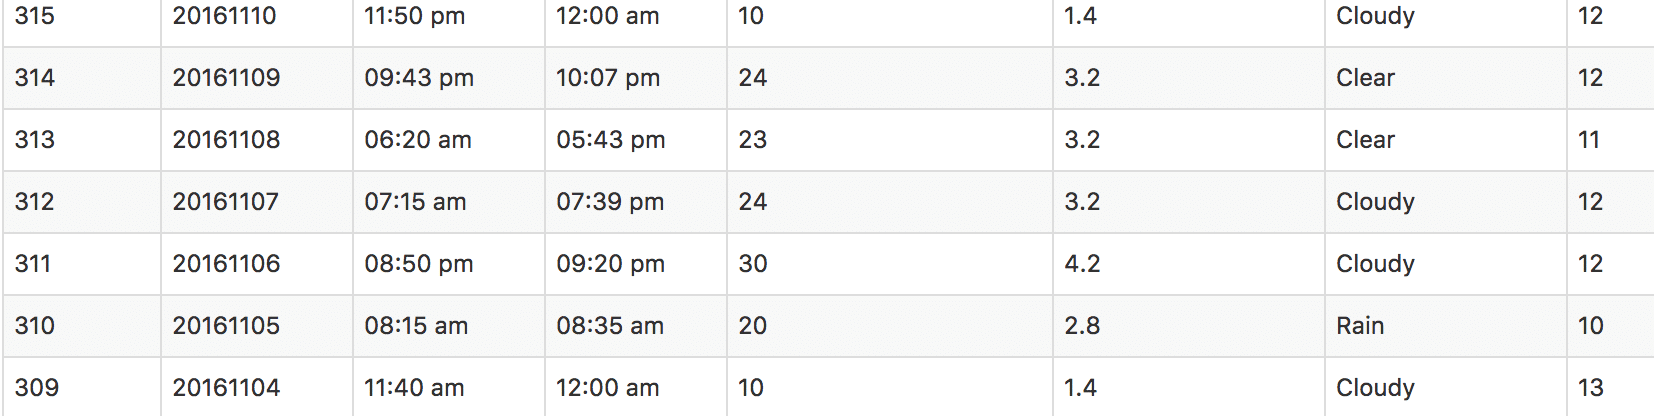 315 20161110 11:50 pm 12:00 am 10 1.4 Cloudy 12
314 20161109 09:43 pm 10:07 pm 24 3.2 Clear 12
313 20161108 06:20 am 05:43 pm 23 3.2 Clear 11
312 20161107 07:15 am 07:39 pm 24 3.2 Cloudy 12
311 20161106 08:50 pm 09:20 pm 30 4.2 Cloudy 12
310 20161105 08:15 am 08:35 am 20 2.8 Rain 10
309 20161104 11:40 am 12:00 am 10 1.4 Cloudy 13